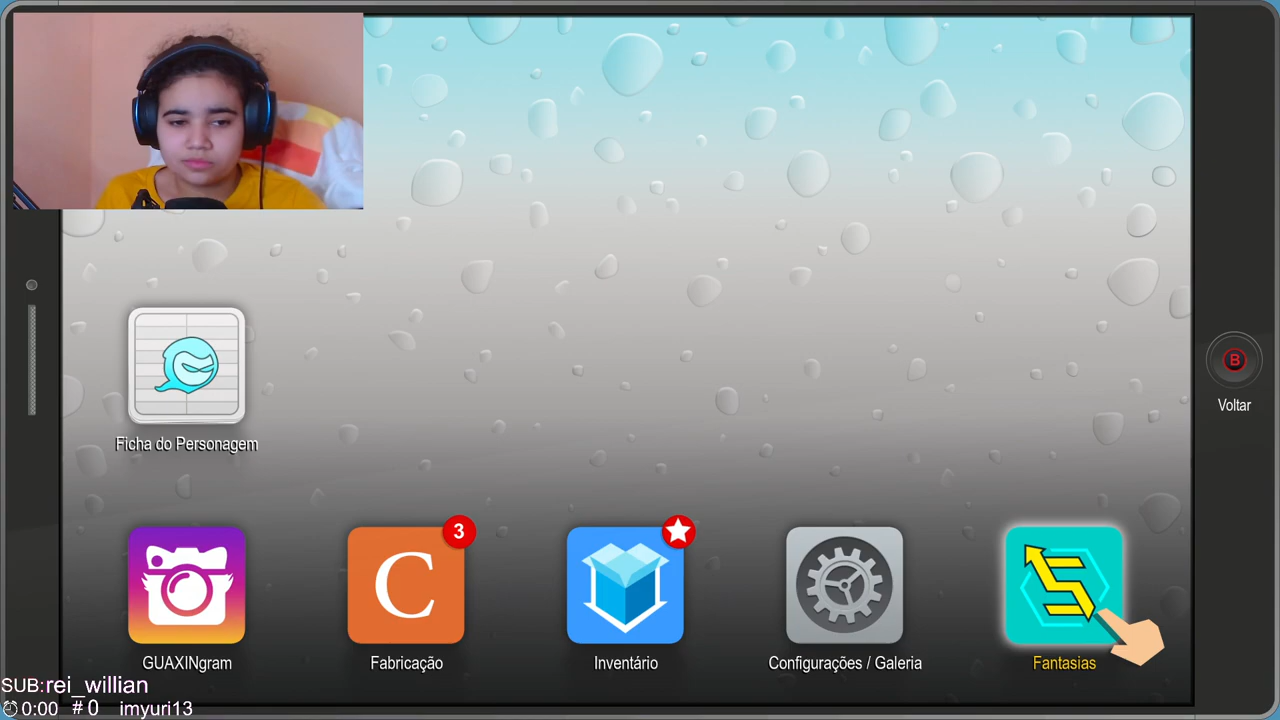 B
Voltar
Ficha do Personagem
3
C
GUAXINgram
Fabricação
Inventário
Configurações / Galeria
Fantasias
SUB:rei_willian
0:00 # 0 imyuri13